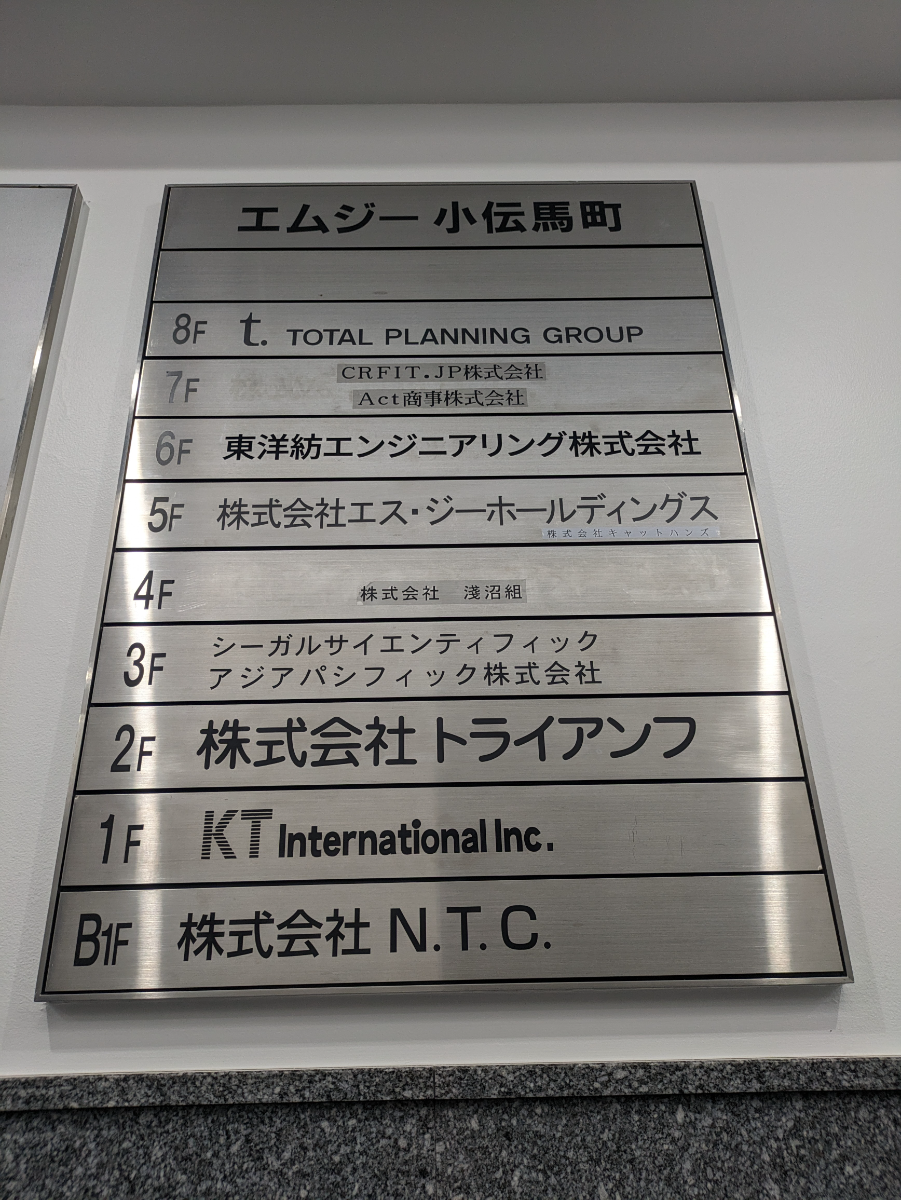 エムジー 小伝馬町
8F t. TOTAL PLANNING GROUP
7F CRFIT.JP株式会社
Act商事株式会社
6F 東洋紡エンジニアリング株式会社
5F 株式会社エス・ジーホールディングス
株式会社キャットハンズ
4F 株式会社 淺沼組
3F シーガルサイエンティフィック
アジアパシフィック株式会社
2F 株式会社トライアンフ
1F KT International Inc.
B1F 株式会社 N.T.C.